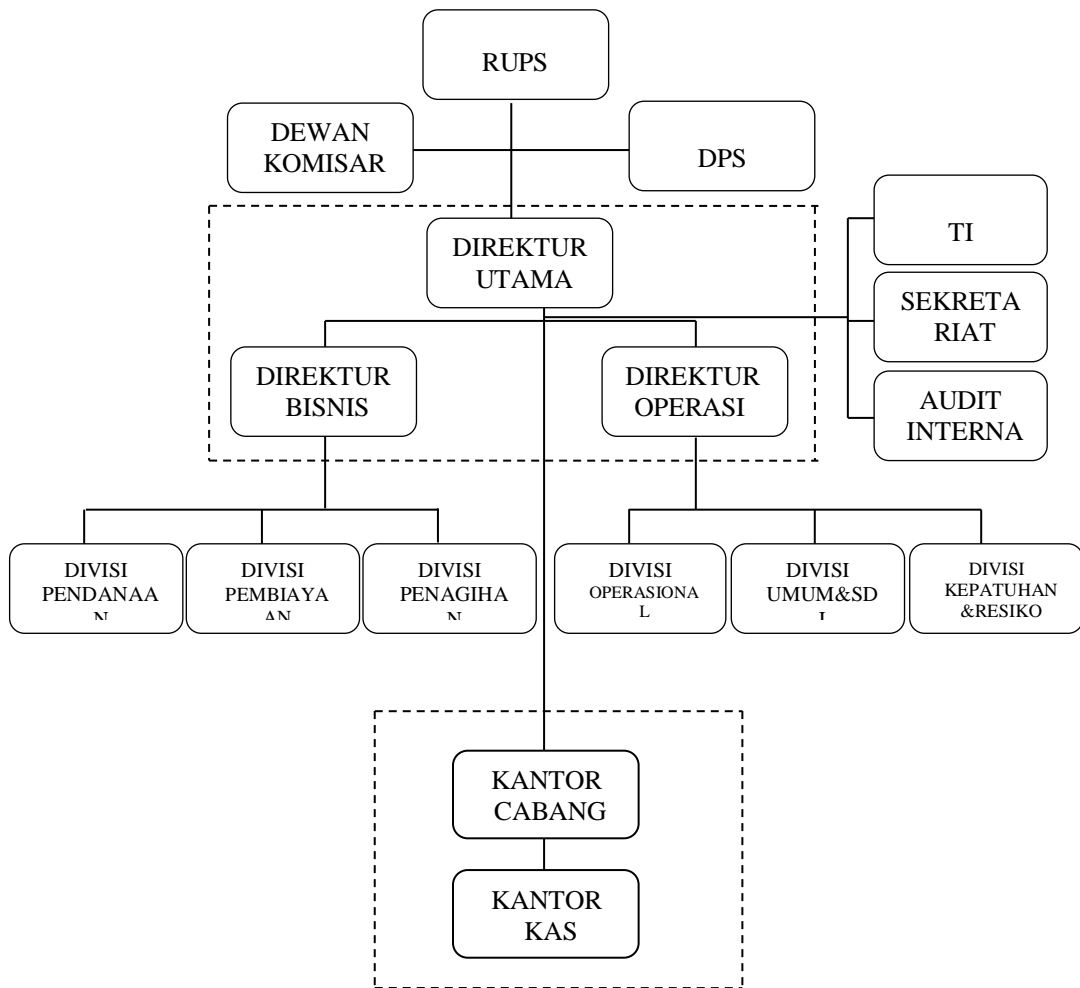 RUPS
DEWAN
KOMISAR
DPS
TI
DIREKTUR
UTAMA
SEKRETA
RIAT
DIREKTUR
BISNIS
DIREKTUR
OPERASI
AUDIT
INTERNA
DIVISI
PENDANAA
N
DIVISI
PEMBIAYA
AN
DIVISI
PENAGIHA
N
DIVISI
OPERASIONA
L
DIVISI
UMUM&SD
I
DIVISI
KEPATUHAN
&RESIKO
KANTOR
CABANG
KANTOR
KAS